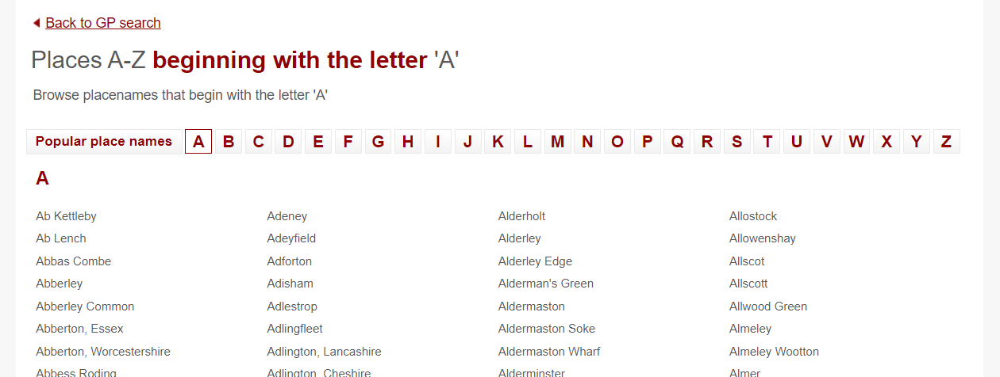 Back to GP search
Places A-Z beginning with the letter 'A'
Browse placenames that begin with the letter 'A'
Popular place names A B C D E F G H I J K L M N O P Q R S T U V W X Y Z
A
Ab Kettleby Adeney Alderholt Allostock
Ab Lench Adeyfield Alderley Allowenshay
Abbas Combe Adforton Alderley Edge Allscot
Abberley Adisham Alderman's Green Allscott
Abberley Common Adlestrop Aldermaston Allwood Green
Abberton, Essex Adlingfleet Aldermaston Soke Almeley
Abberton, Worcestershire Adlington, Lancashire Aldermaston Wharf Almeley Wootton
Abbess Roding Adlington, Cheshire Alderminster Almer